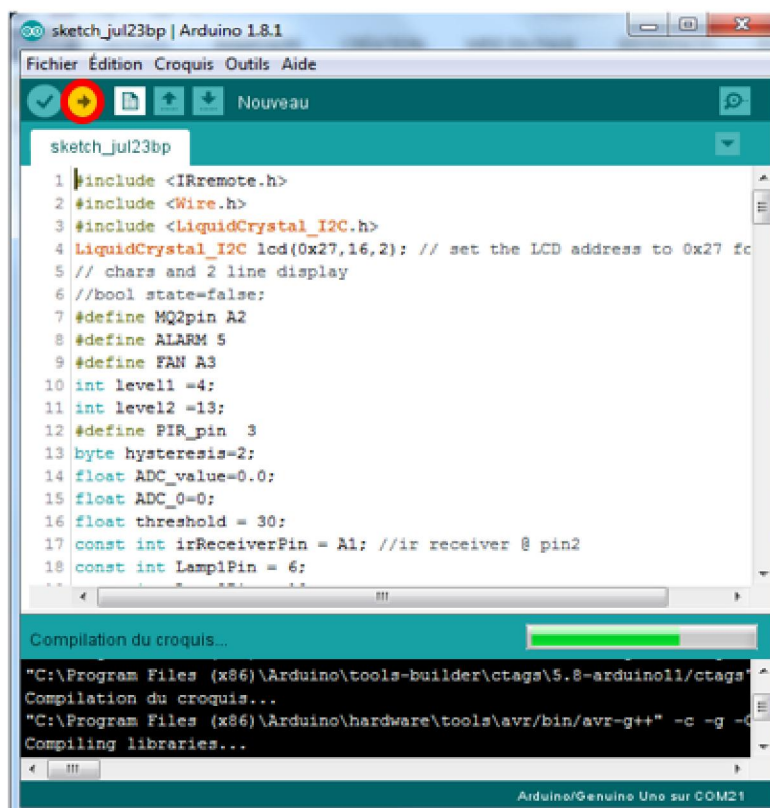 sketch_jul23bp | Arduino 1.8.1
Fichier Édition Croquis Outils Aide
Nouveau
sketch_jul23bp
1 #include <IRremote.h>
2 #include <Wire.h>
3 #include <LiquidCrystal_I2C.h>
4 LiquidCrystal_I2C lcd(0x27,16,2); // set the LCD address to 0x27 fo
5 // chars and 2 line display
6 //bool state=false;
7 #define MQ2pin A2
8 #define ALARM 5
9 #define FAN A3
10 int level1 =4;
11 int level2 =13;
12 #define PIR_pin  3
13 byte hysteresis=2;
14 float ADC_value=0.0;
15 float ADC_0=0;
16 float threshold = 30;
17 const int irReceiverPin = A1; //ir receiver @ pin2
18 const int Lamp1Pin = 6;
Compilation du croquis...
"C:\Program Files (x86)\Arduino\tools-builder\ctags\5.8-arduino11/ctags"
Compilation du croquis...
"C:\Program Files (x86)\Arduino\hardware\tools\avr/bin/avr-g++" -c -g -O
Compiling libraries...
Arduino/Genuino Uno sur COM21